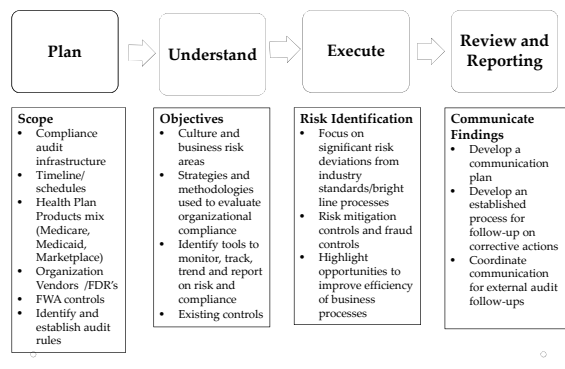 Plan
Understand
Execute
Review and
Reporting
Scope
• Compliance
audit
infrastructure
• Timeline/
schedules
• Health Plan
Products mix
(Medicare,
Medicaid,
Marketplace)
• Organization
Vendors /FDR's
• FWA controls
• Identify and
establish audit
rules
Objectives
• Culture and
business risk
areas
• Strategies and
methodologies
used to evaluate
organizational
compliance
• Identify tools to
monitor, track,
trend and report
on risk and
compliance
• Existing controls
Risk Identification
• Focus on
significant risk
deviations from
industry
standards/bright
line processes
• Risk mitigation
controls and fraud
controls
• Highlight
opportunities to
improve efficiency
of business
processes
Communicate
Findings
• Develop a
communication
plan
• Develop an
established
process for
follow-up on
corrective actions
• Coordinate
communication
for external audit
follow-ups